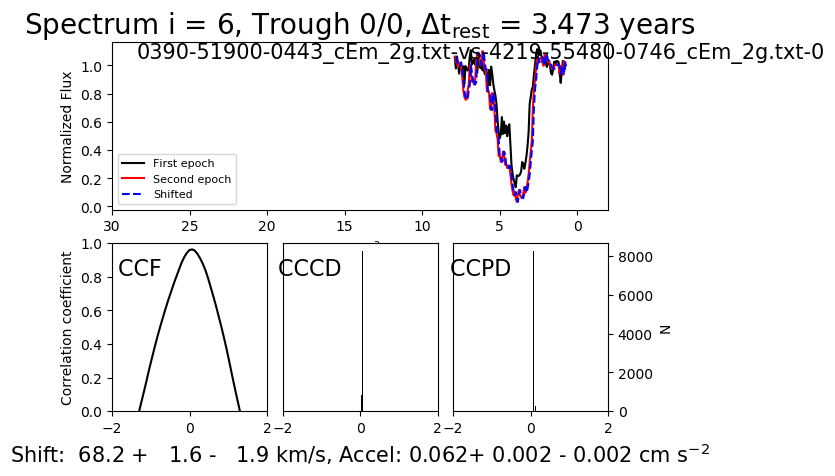 Spectrum i = 6, Trough 0/0, Δt_rest = 3.473 years
0390-51900-0443_cEm_2g.txt-vs-4219-55480-0746_cEm_2g.txt-0
Normalized Flux
1.0
0.8
0.6
0.4
0.2
0.0
First epoch
Second epoch
Shifted
30 25 20 15 10 5 0
Correlation coefficient
1.0
0.8
0.6
0.4
0.2
0.0
CCF
CCCD
CCPD
8000
6000
4000
2000
0
N
−2 0 2
−2 0 2
−2 0 2
Shift: 68.2 + 1.6 - 1.9 km/s, Accel: 0.062+ 0.002 - 0.002 cm s⁻²